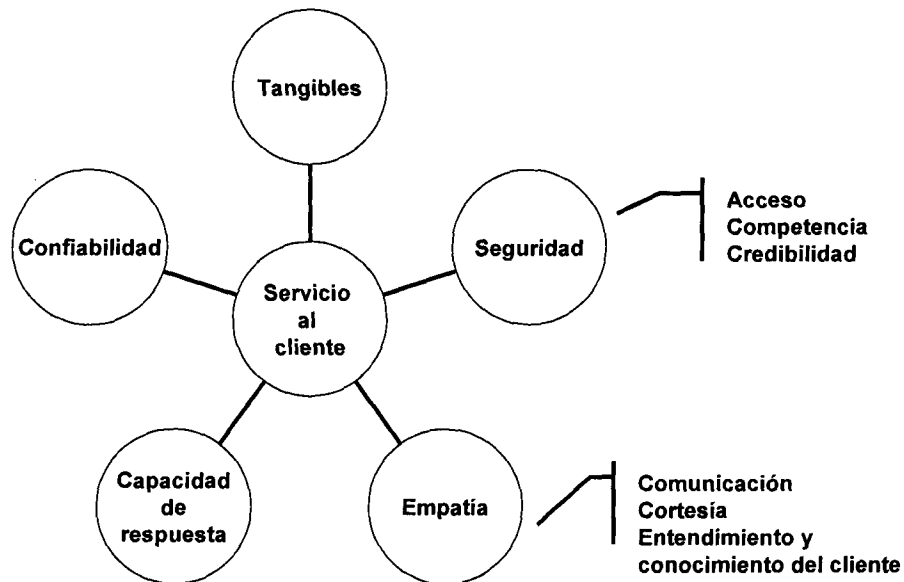 Tangibles
Confiabilidad
Seguridad
Acceso
Competencia
Credibilidad
Servicio
al
cliente
Capacidad
de
respuesta
Empatía
Comunicación
Cortesía
Entendimiento y
conocimiento del cliente